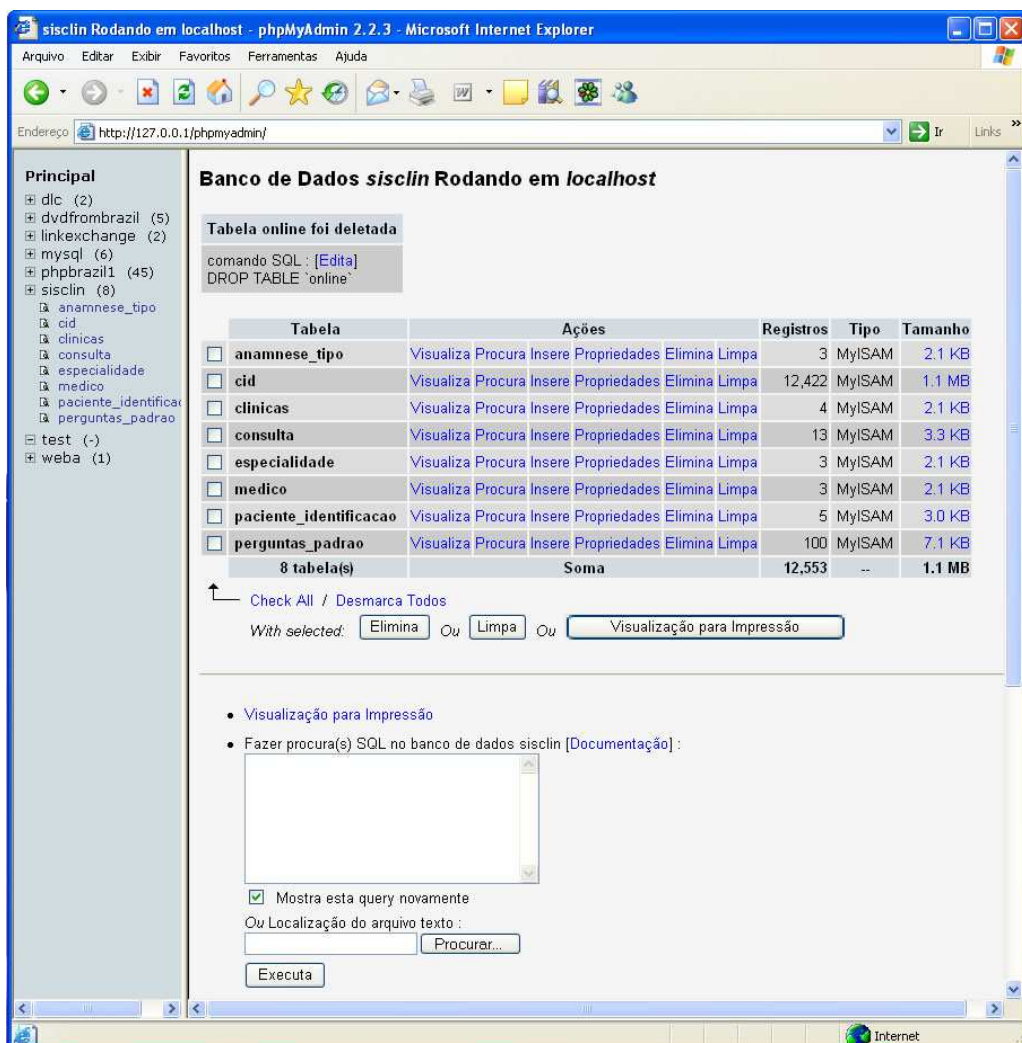 sisclin Rodando em localhost - phpMyAdmin 2.2.3 - Microsoft Internet Explorer
Arquivo Editar Exibir Favoritos Ferramentas Ajuda
Endereço http://127.0.0.1/phpmyadmin/ Ir Links »
Principal
dlc (2)
dvdfrombrazil (5)
linkexchange (2)
mysql (6)
phpbrazil1 (45)
sisclin (8)
anamnese_tipo
cid
clinicas
consulta
especialidade
medico
paciente_identificac
perguntas_padrao
test (-)
weba (1)
Banco de Dados sisclin Rodando em localhost
Tabela online foi deletada
comando SQL : [Edita]
DROP TABLE `online`
Tabela Ações Registros Tipo Tamanho
anamnese_tipo Visualiza Procura Insere Propriedades Elimina Limpa 3 MyISAM 2.1 KB
cid Visualiza Procura Insere Propriedades Elimina Limpa 12,422 MyISAM 1.1 MB
clinicas Visualiza Procura Insere Propriedades Elimina Limpa 4 MyISAM 2.1 KB
consulta Visualiza Procura Insere Propriedades Elimina Limpa 13 MyISAM 3.3 KB
especialidade Visualiza Procura Insere Propriedades Elimina Limpa 3 MyISAM 2.1 KB
medico Visualiza Procura Insere Propriedades Elimina Limpa 3 MyISAM 2.1 KB
paciente_identificacao Visualiza Procura Insere Propriedades Elimina Limpa 5 MyISAM 3.0 KB
perguntas_padrao Visualiza Procura Insere Propriedades Elimina Limpa 100 MyISAM 7.1 KB
8 tabela(s) Soma 12,553 -- 1.1 MB
Check All / Desmarca Todos
With selected: Elimina Ou Limpa Ou Visualização para Impressão
• Visualização para Impressão
• Fazer procura(s) SQL no banco de dados sisclin [Documentação] :
Mostra esta query novamente
Ou Localização do arquivo texto :
Procurar...
Executa
Internet